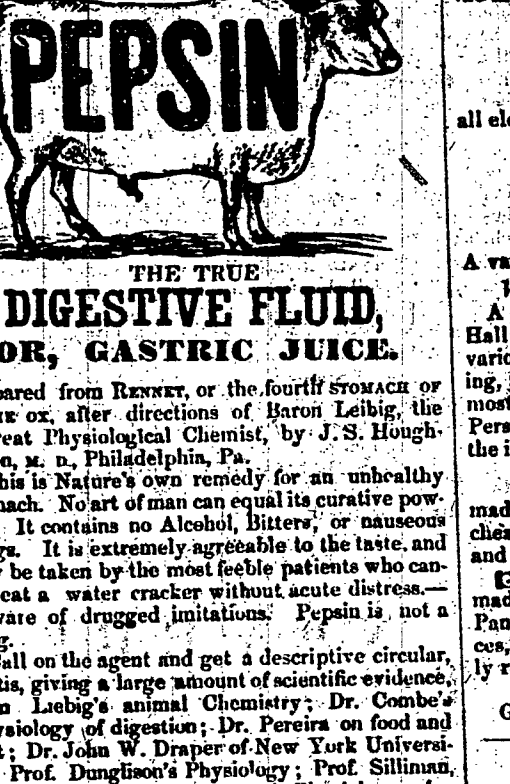 PEPSIN
THE TRUE
DIGESTIVE FLUID,
OR, GASTRIC JUICE.
pared from RENNET, or the fourth STOMACH OF
OX, after directions of Baron Leibig, the
eat Physiological Chemist, by J. S. Hough-
n, M. D., Philadelphia, Pa.
his is Nature's own remedy for an unhealthy
mach. No art of man can equal its curative pow-
It contains no Alcohol, Bitters, or nauseous
gs. It is extremely agreeable to the taste, and
be taken by the most feeble patients who can-
eat a water cracker without acute distress.—
ware of drugged imitations. Pepsin is not a
g.
all on the agent and get a descriptive circular,
tis, giving a large amount of scientific evidence,
m Liebig's animal Chemistry; Dr. Combe's
ysiology of digestion; Dr. Pereira on food and
t; Dr. John W. Draper of New York Universi-
Prof. Dunglison's Physiology; Prof. Silliman,
all ele
A va
A
Hall
vario
ing,
most
Pers
the i
mad
chea
and
mad
Pan
ces,
ly r
G